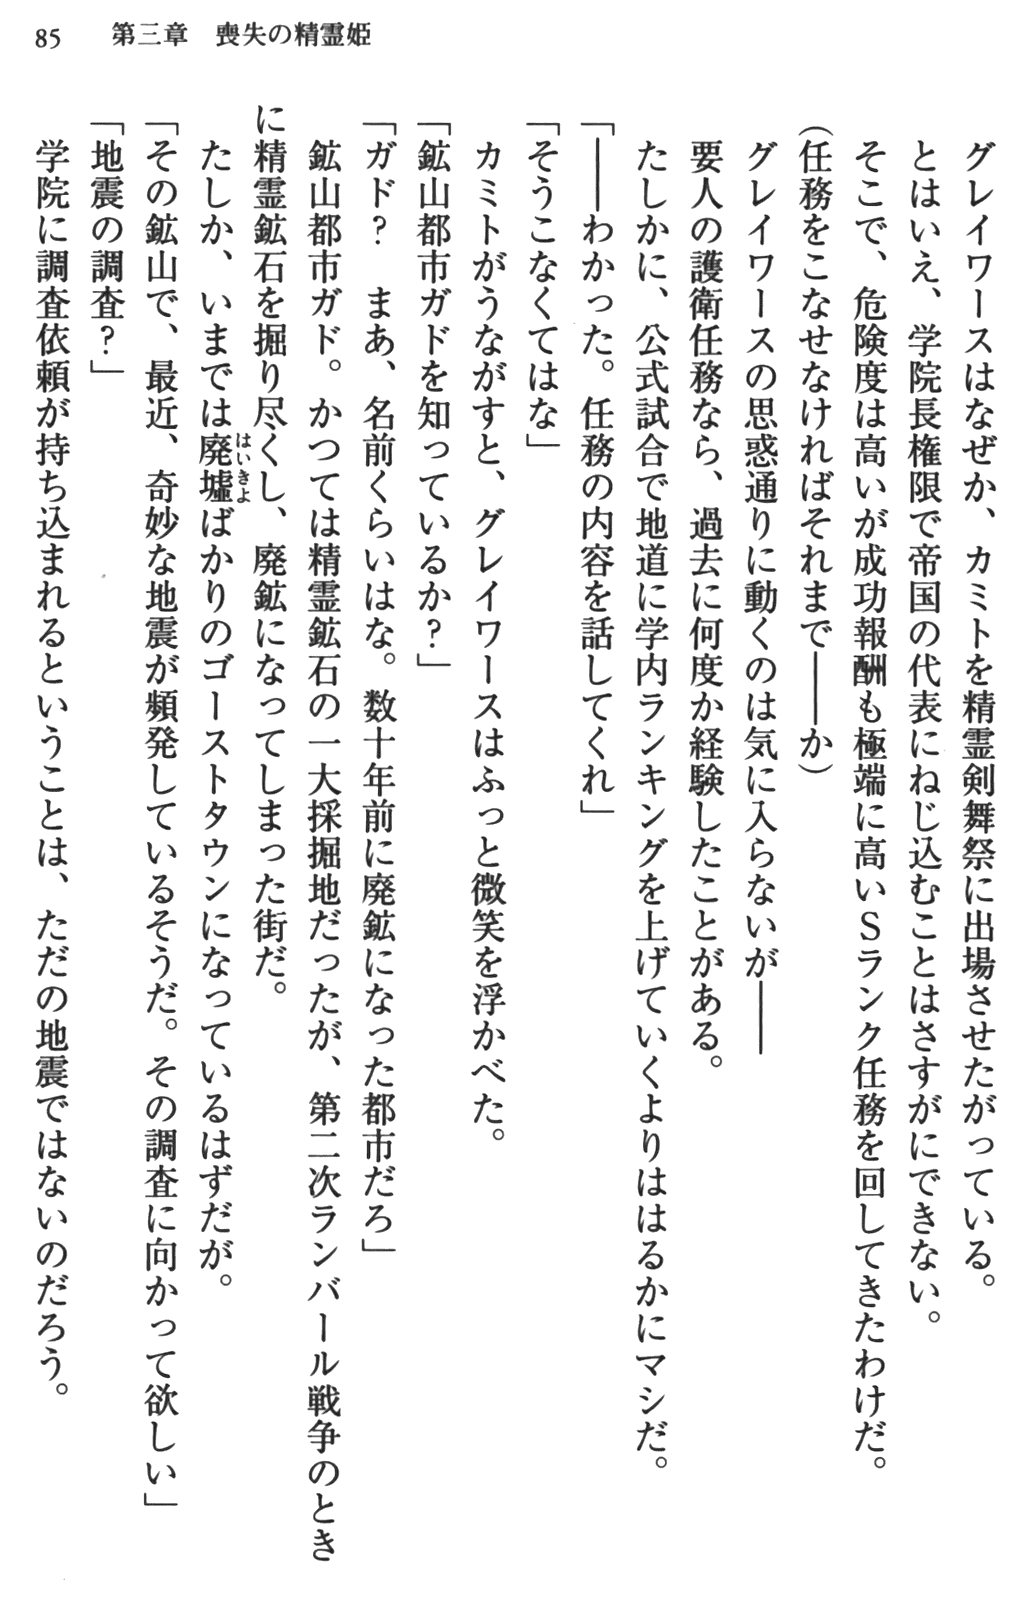 85　第三章　喪失の精霊姫
グレイワースはなぜか、カミトを精霊剣舞祭に出場させたがっている。
とはいえ、学院長権限で帝国の代表にねじ込むことはさすがにできない。
そこで、危険度は高いが成功報酬も極端に高いSランク任務を回してきたわけだ。
（任務をこなせなければそれまで――か）
グレイワースの思惑通りに動くのは気に入らないが――
要人の護衛任務なら、過去に何度か経験したことがある。
たしかに、公式試合で地道に学内ランキングを上げていくよりははるかにマシだ。
「――わかった。任務の内容を話してくれ」
「そうこなくてはな」
カミトがうながすと、グレイワースはふっと微笑を浮かべた。
「鉱山都市ガドを知っているか？」
「ガド？　まあ、名前くらいはな。数十年前に廃鉱になった都市だろ」
鉱山都市ガド。かつては精霊鉱石の一大採掘地だったが、第二次ランバール戦争のとき
に精霊鉱石を掘り尽くし、廃鉱になってしまった街だ。
たしか、いまでは廃墟ばかりのゴーストタウンになっているはずだが。
はいきよ
「その鉱山で、最近、奇妙な地震が頻発しているそうだ。その調査に向かって欲しい」
「地震の調査？」
学院に調査依頼が持ち込まれるということは、ただの地震ではないのだろう。